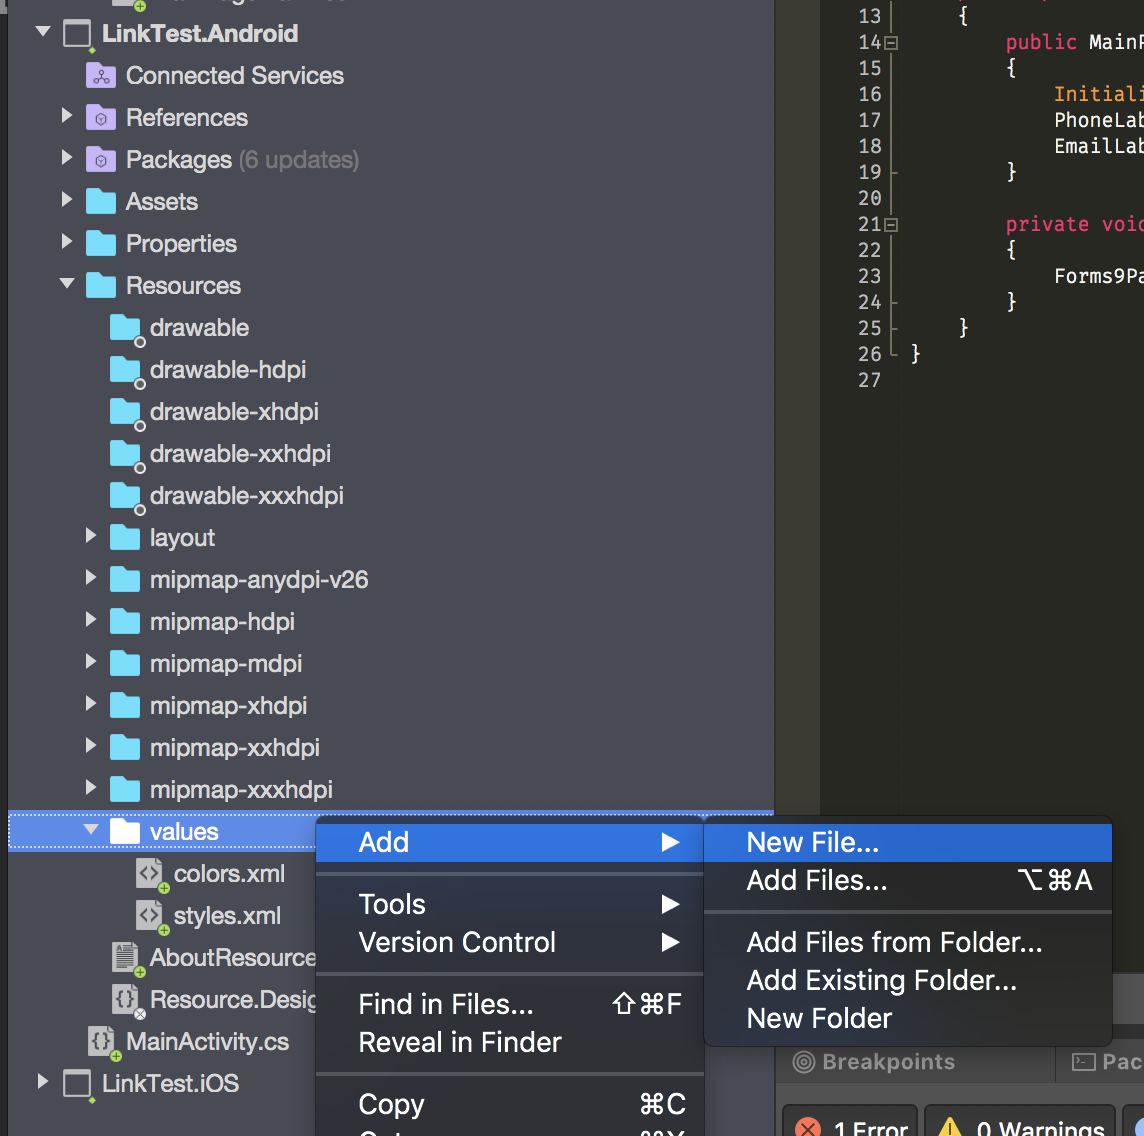 LinkTest.Android
Connected Services
References
Packages (6 updates)
Assets
Properties
Resources
drawable
drawable-hdpi
drawable-xhdpi
drawable-xxhdpi
drawable-xxxhdpi
layout
mipmap-anydpi-v26
mipmap-hdpi
mipmap-mdpi
mipmap-xhdpi
mipmap-xxhdpi
mipmap-xxxhdpi
values
colors.xml
styles.xml
AboutResource
Resource.Desig
MainActivity.cs
LinkTest.iOS
Add
Tools
Version Control
Find in Files... ⇧⌘F
Reveal in Finder
Copy ⌘C
New File...
Add Files... ⌥⌘A
Add Files from Folder...
Add Existing Folder...
New Folder
13 {
14 public MainP
15 {
16 Initiali
17 PhoneLab
18 EmailLab
19 }
20
21 private void
22 {
23 Forms9Pa
24 }
25 }
26 }
27
Breakpoints
Pac
1 Error
0 Warnings